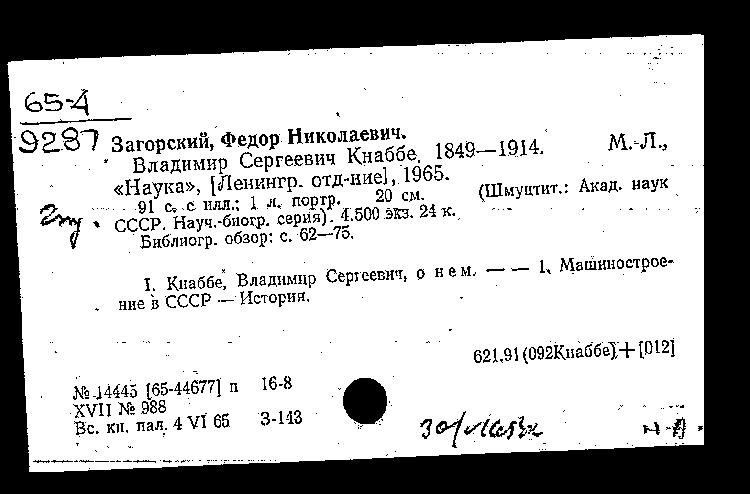 65-4
9287 Загорский, Федор Николаевич.
Владимир Сергеевич Кнаббе, 1849—1914. М.-Л.,
«Наука», [Ленингр. отд-ние], 1965.
91 с. с илл.; 1 л. портр. 20 см. (Шмуцтит.: Акад. наук
СССР. Науч.-биогр. серия). 4.500 экз. 24 к.
Библиогр. обзор: с. 62—75.
I. Кнаббе, Владимир Сергеевич, о нем. — — 1. Машинострое-
ние в СССР — История.
621.91(092Кнаббе)+[012]
№ 14445 [65-44677] п 16-8
XVII № 988
Вс. кн. пал. 4 VI 65 З-143